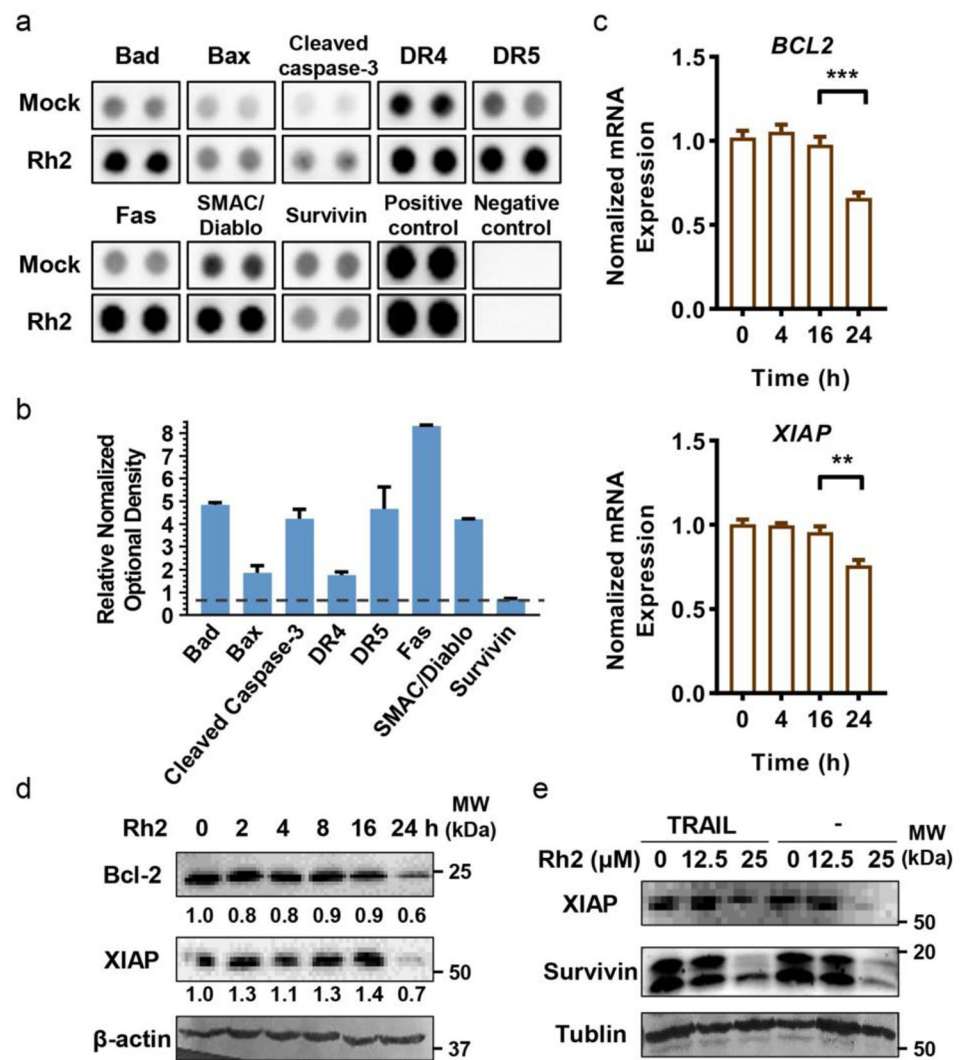 a
Bad Bax Cleaved caspase-3 DR4 DR5
Mock
Rh2
Fas SMAC/Diablo Survivin Positive control Negative control
Mock
Rh2
b
Relative Nomalized
Optional Density
8
7
6
5
4
3
2
1
0
Bad
Bax
Cleaved Caspase-3
DR4
DR5
Fas
SMAC/Diablo
Survivin
c
BCL2
Nomalized mRNA
Expression
1.5
1.0
0.5
0.0
***
0 4 16 24
Time (h)
XIAP
Nomalized mRNA
Expression
1.5
1.0
0.5
0.0
**
0 4 16 24
Time (h)
d
MW
Rh2 0 2 4 8 16 24 h (kDa)
Bcl-2 25
1.0 0.8 0.8 0.9 0.9 0.6
XIAP 50
1.0 1.3 1.1 1.3 1.4 0.7
β-actin 37
e
TRAIL - MW
Rh2 (μM) 0 12.5 25 0 12.5 25 (kDa)
XIAP 50
20
Survivin
Tublin 50